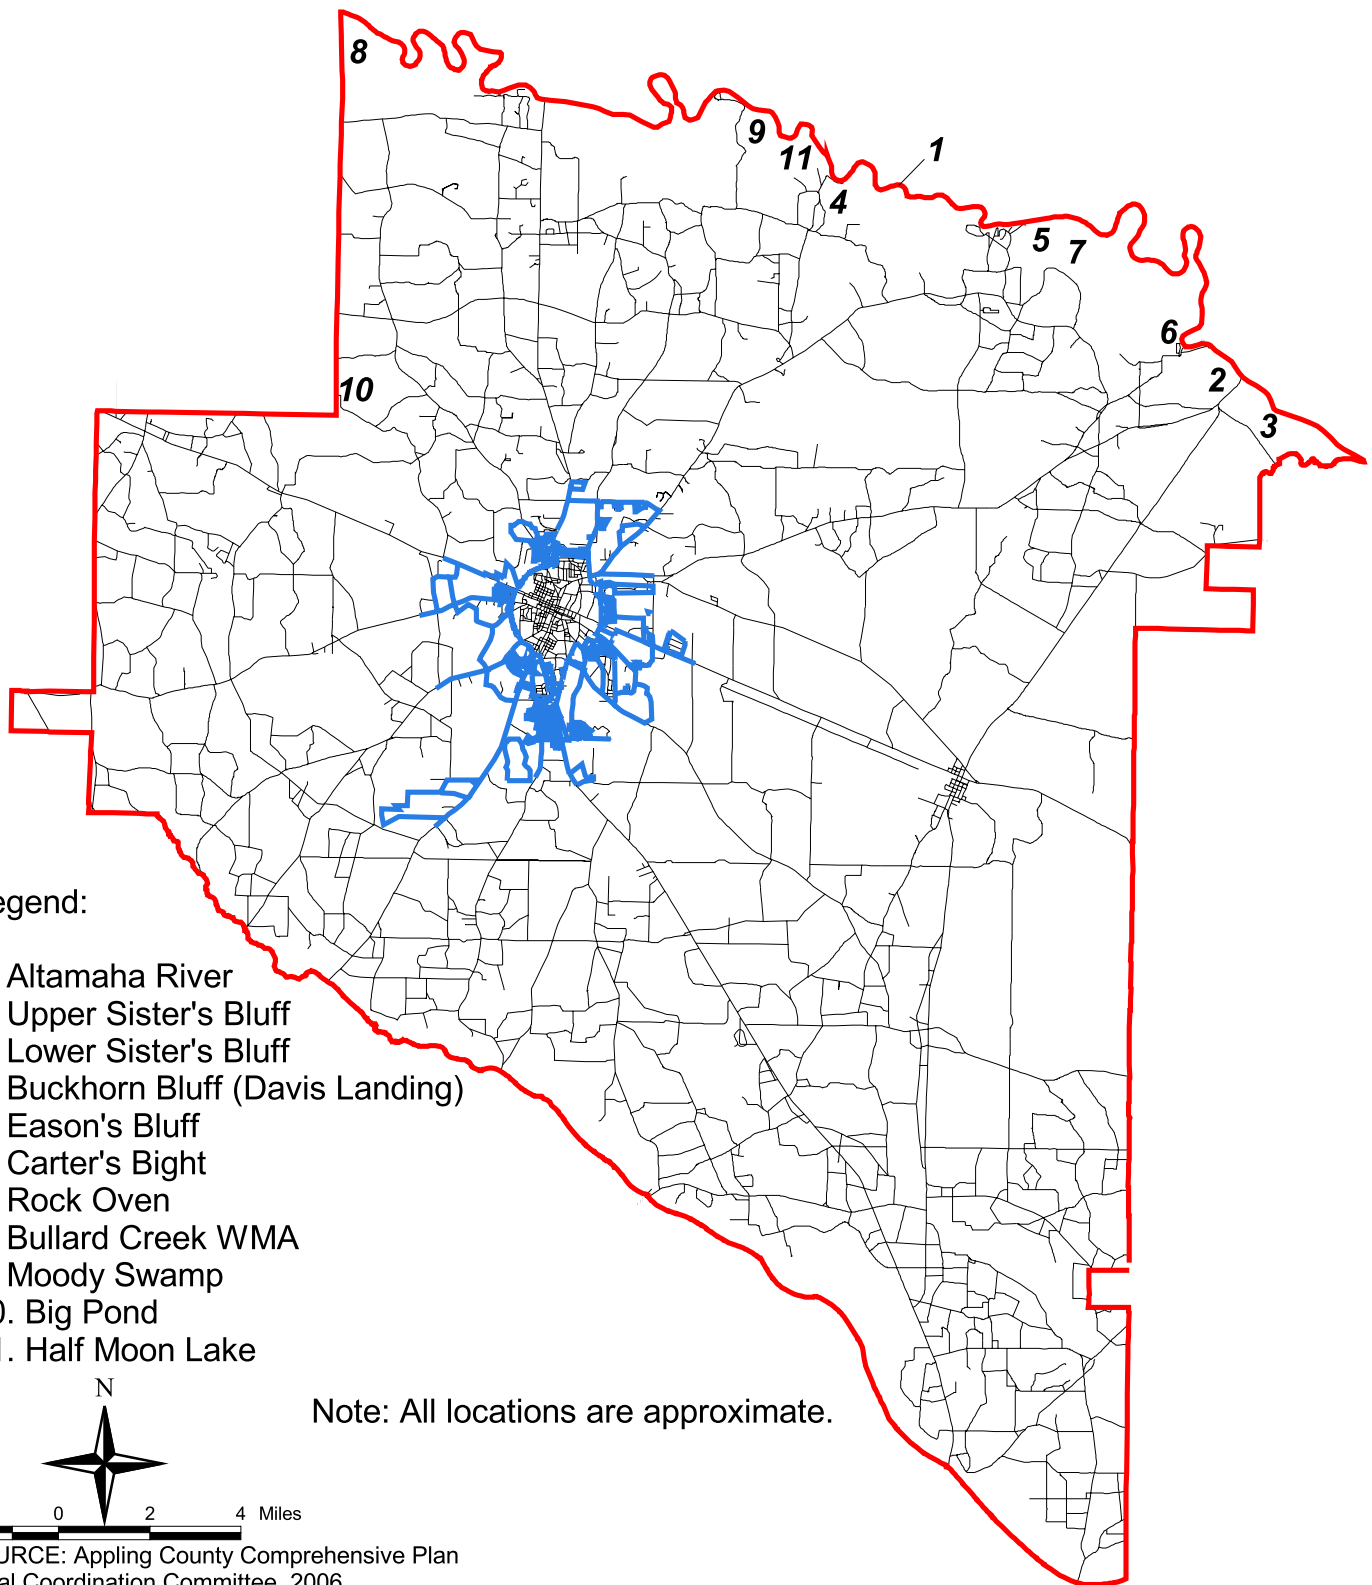 8
9
11
1
4
5
7
6
2
10
3
egend:
Altamaha River
Upper Sister's Bluff
Lower Sister's Bluff
Buckhorn Bluff (Davis Landing)
Eason's Bluff
Carter's Bight
Rock Oven
Bullard Creek WMA
Moody Swamp
. Big Pond
. Half Moon Lake
N
Note: All locations are approximate.
0 2 4 Miles
URCE: Appling County Comprehensive Plan
al Coordination Committee, 2006